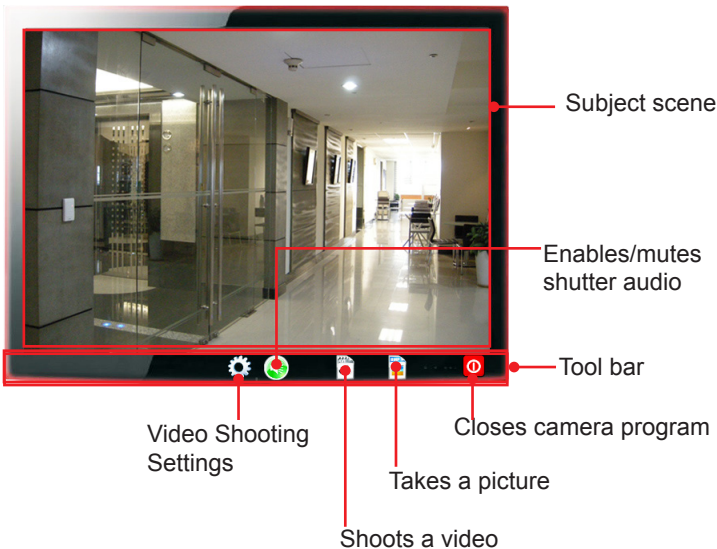 Subject scene
Enables/mutes
shutter audio
Tool bar
Closes camera program
Video Shooting
Settings
Takes a picture
Shoots a video